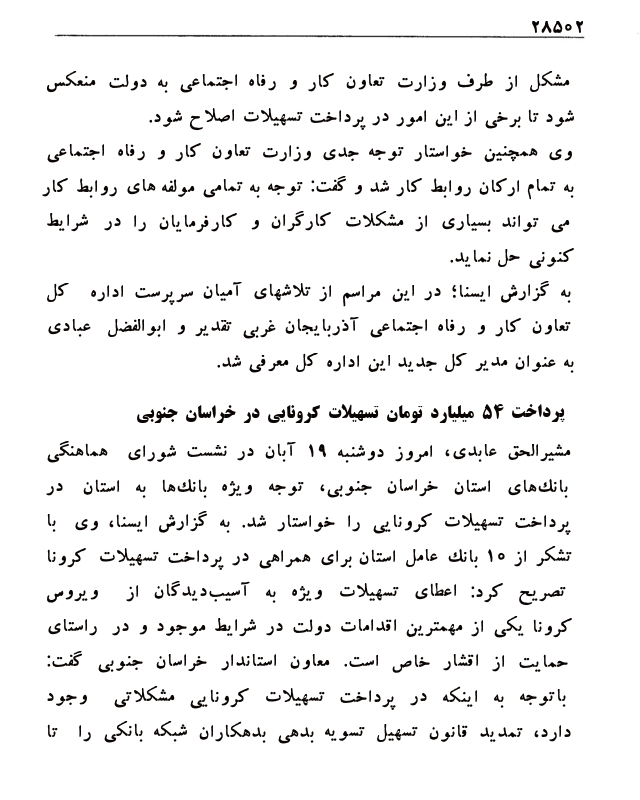 ۲۸۵۰۲
مشکل از طرف وزارت تعاون کار و رفاه اجتماعی به دولت منعکس
شود تا برخی از این امور در پرداخت تسهیلات اصلاح شود.
وی همچنین خواستار توجه جدی وزارت تعاون کار و رفاه اجتماعی
به تمام ارکان روابط کار شد و گفت: توجه به تمامی مولفه های روابط کار
می تواند بسیاری از مشکلات کارگران و کارفرمایان را در شرایط
کنونی حل نماید.
به گزارش ایسنا؛ در این مراسم از تلاشهای آمیان سرپرست اداره کل
تعاون کار و رفاه اجتماعی آذربایجان غربی تقدیر و ابوالفضل عبادی
به عنوان مدیر کل جدید این اداره کل معرفی شد.
پرداخت ۵۴ میلیارد تومان تسهیلات کرونایی در خراسان جنوبی
مشیرالحق عابدی، امروز دوشنبه ۱۹ آبان در نشست شورای هماهنگی
بانك‌های استان خراسان جنوبی، توجه ویژه بانك‌ها به استان در
پرداخت تسهیلات کرونایی را خواستار شد. به گزارش ایسنا، وی با
تشکر از ۱۰ بانك عامل استان برای همراهی در پرداخت تسهیلات کرونا
تصریح کرد: اعطای تسهیلات ویژه به آسیب‌دیدگان از ویروس
کرونا یکی از مهمترین اقدامات دولت در شرایط موجود و در راستای
حمایت از اقشار خاص است. معاون استاندار خراسان جنوبی گفت:
باتوجه به اینکه در پرداخت تسهیلات کرونایی مشکلاتی وجود
دارد، تمدید قانون تسهیل تسویه بدهی بدهکاران شبکه بانکی را تا